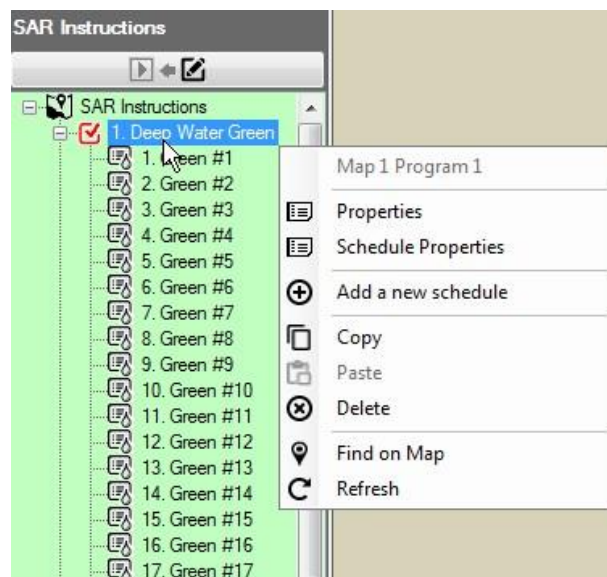 SAR Instructions
SAR Instructions
1. Deep Water Green
1. Green #1
2. Green #2
3. Green #3
4. Green #4
5. Green #5
6. Green #6
7. Green #7
8. Green #8
9. Green #9
10. Green #10
11. Green #11
12. Green #12
13. Green #13
14. Green #14
15. Green #15
16. Green #16
17. Green #17
Map 1 Program 1
Properties
Schedule Properties
Add a new schedule
Copy
Paste
Delete
Find on Map
Refresh